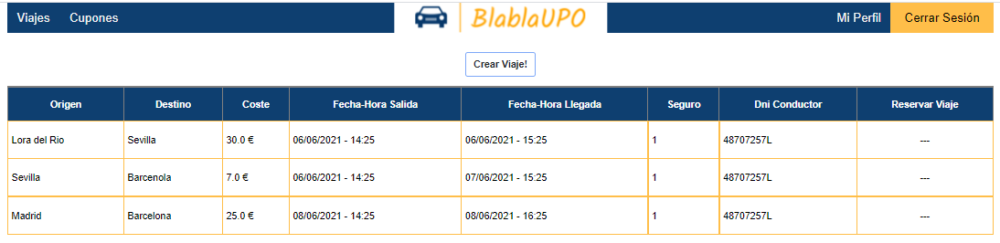 Viajes Cupones BlablaUPO Mi Perfil Cerrar Sesión
Crear Viaje!
Origen Destino Coste Fecha-Hora Salida Fecha-Hora Llegada Seguro Dni Conductor Reservar Viaje
Lora del Rio Sevilla 30.0 € 06/06/2021 - 14:25 06/06/2021 - 15:25 1 48707257L ---
Sevilla Barcenola 7.0 € 06/06/2021 - 14:25 07/06/2021 - 15:25 1 48707257L ---
Madrid Barcelona 25.0 € 08/06/2021 - 14:25 08/06/2021 - 16:25 1 48707257L ---